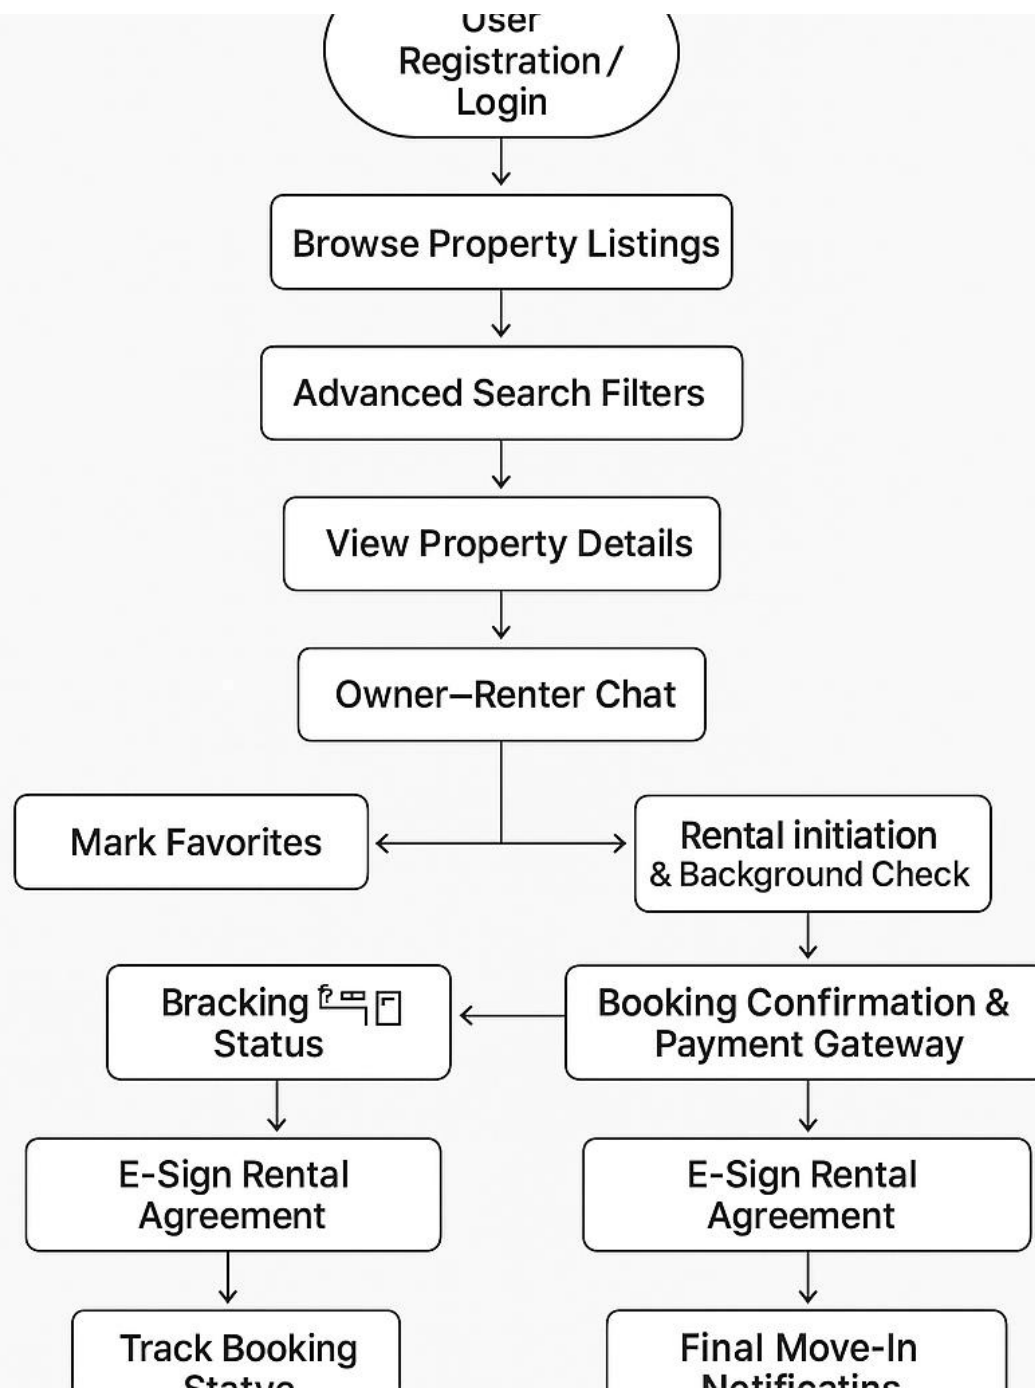 User
Registration/
Login
Browse Property Listings
Advanced Search Filters
View Property Details
Owner–Renter Chat
Mark Favorites
Rental initiation
& Background Check
Bracking
Status
Booking Confirmation &
Payment Gateway
E-Sign Rental
Agreement
E-Sign Rental
Agreement
Track Booking
Final Move-In